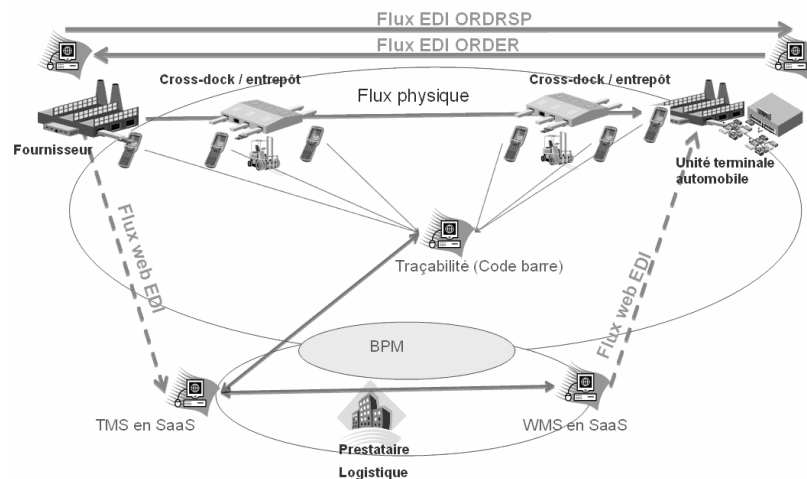 Flux EDI ORDRSP
Flux EDI ORDER
Cross-dock / entrepôt
Cross-dock / entrepôt
Flux physique
Fournisseur
Unité terminale
automobile
Flux web EDI
Flux web EDI
Traçabilité (Code barre)
BPM
TMS en SaaS
WMS en SaaS
Prestataire
Logistique